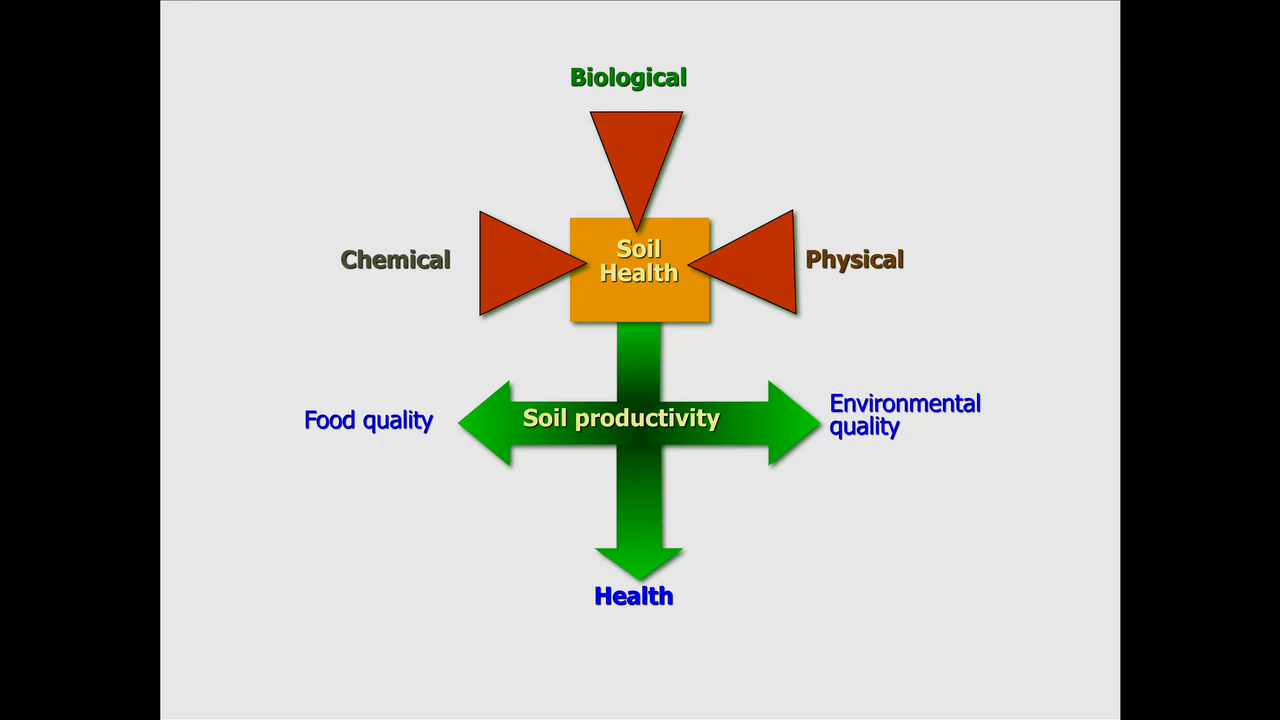 Biological
Chemical
Soil
Health
Physical
Food quality
Soil productivity
Environmental
quality
Health